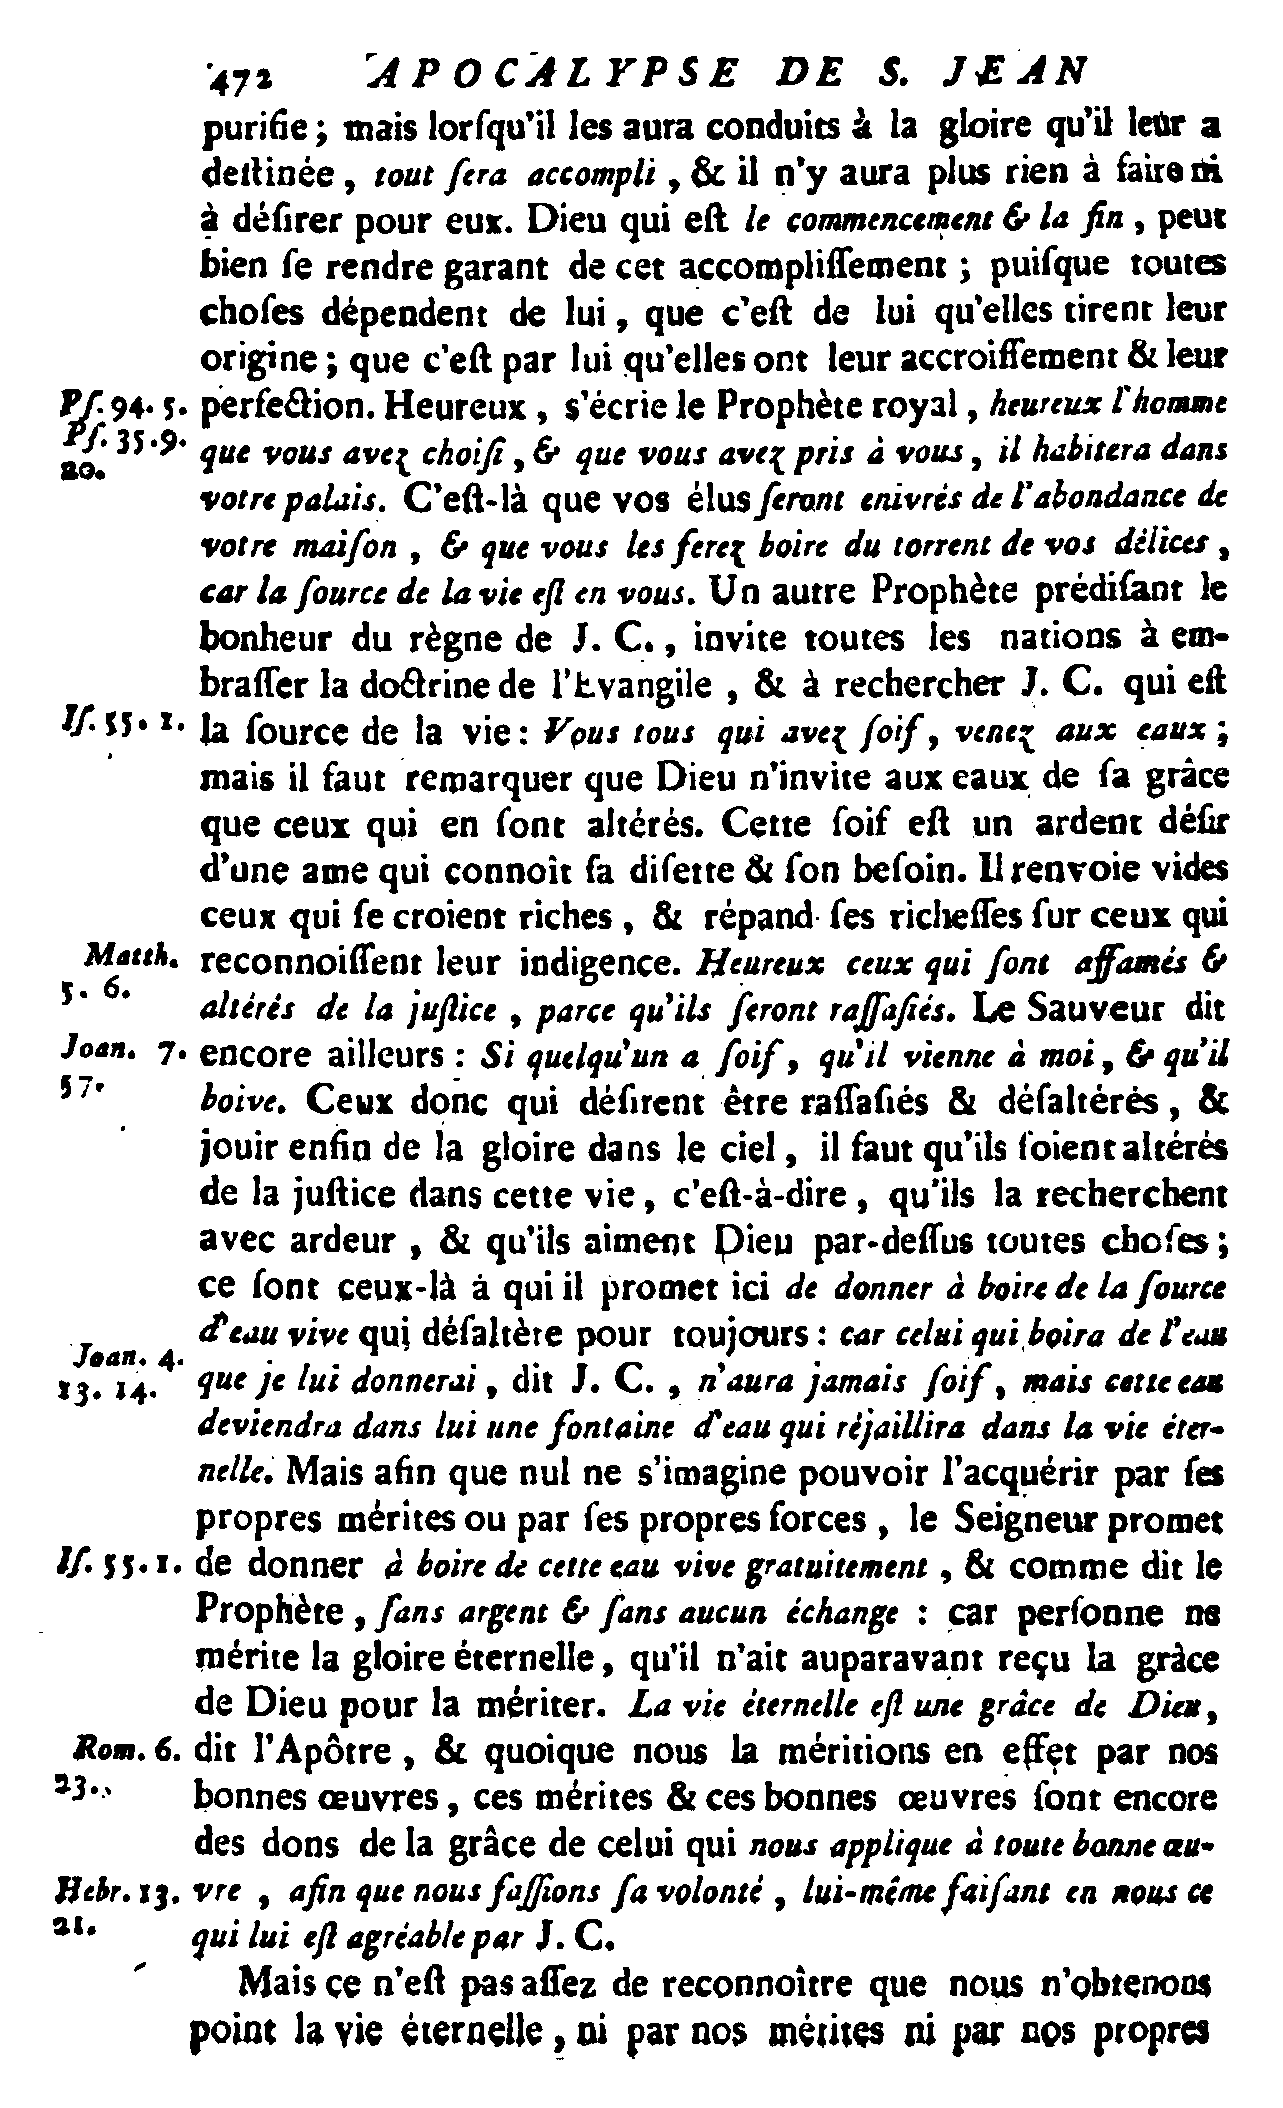 472 APOCALYPSE DE S. JEAN
purifie ; mais lorſqu'il les aura conduits à la gloire qu'il leur a
deſtinée , tout ſera accompli , & il n'y aura plus rien à faire ni
à déſirer pour eux. Dieu qui eſt le commencement & la fin , peut
bien ſe rendre garant de cet accompliſſement ; puiſque toutes
choſes dépendent de lui , que c'eſt de lui qu'elles tirent leur
origine ; que c'eſt par lui qu'elles ont leur accroiſſement & leur
Pſ. 94. 5. perfection. Heureux , s'écrie le Prophète royal , heureux l'homme
Pſ. 35. 9. que vous avez choiſi , & que vous avez pris à vous , il habitera dans
20. votre palais. C'eſt-là que vos élus ſeront enivrés de l'abondance de
votre maiſon , & que vous les ferez boire du torrent de vos délices ,
car la ſource de la vie eſt en vous. Un autre Prophète prédiſant le
bonheur du règne de J. C. , invite toutes les nations à em-
braſſer la doctrine de l'Evangile , & à rechercher J. C. qui eſt
Iſ. 55. 1. la ſource de la vie : Vous tous qui avez ſoif , venez aux eaux ;
mais il faut remarquer que Dieu n'invite aux eaux de ſa grâce
que ceux qui en ſont altérés. Cette ſoif eſt un ardent déſir
d'une ame qui connoît ſa diſette & ſon beſoin. Il renvoie vides
ceux qui ſe croient riches , & répand ſes richeſſes ſur ceux qui
Matth. reconnoiſſent leur indigence. Heureux ceux qui ſont affamés &
5. 6. altérés de la juſtice , parce qu'ils ſeront raſſaſiés. Le Sauveur dit
Joan. 7. encore ailleurs : Si quelqu'un a ſoif , qu'il vienne à moi , & qu'il
57. boive. Ceux donc qui déſirent être raſſaſiés & déſaltérés , &
jouir enfin de la gloire dans le ciel , il faut qu'ils ſoient altérés
de la juſtice dans cette vie , c'eſt-à-dire , qu'ils la recherchent
avec ardeur , & qu'ils aiment Dieu par-deſſus toutes choſes ;
ce ſont ceux-là à qui il promet ici de donner à boire de la ſource
d'eau vive qui déſaltère pour toujours : car celui qui boira de l'eau
Joan. 4. que je lui donnerai , dit J. C. , n'aura jamais ſoif , mais cette eau
13. 14. deviendra dans lui une fontaine d'eau qui réjaillira dans la vie éter-
nelle. Mais afin que nul ne s'imagine pouvoir l'acquérir par ſes
propres mérites ou par ſes propres forces , le Seigneur promet
Iſ. 55. 1. de donner à boire de cette eau vive gratuitement , & comme dit le
Prophète , ſans argent & ſans aucun échange : car perſonne ne
mérite la gloire éternelle , qu'il n'ait auparavant reçu la grâce
de Dieu pour la mériter. La vie éternelle eſt une grâce de Dieu ,
Rom. 6. dit l'Apôtre , & quoique nous la méritions en effet par nos
23. bonnes œuvres , ces mérites & ces bonnes œuvres ſont encore
des dons de la grâce de celui qui nous applique à toute bonne œu-
Hebr. 13. vre , afin que nous faſſions ſa volonté , lui-même faiſant en nous ce
21. qui lui eſt agréable par J. C.
Mais ce n'eſt pas aſſez de reconnoître que nous n'obtenons
point la vie éternelle , ni par nos mérites ni par nos propres